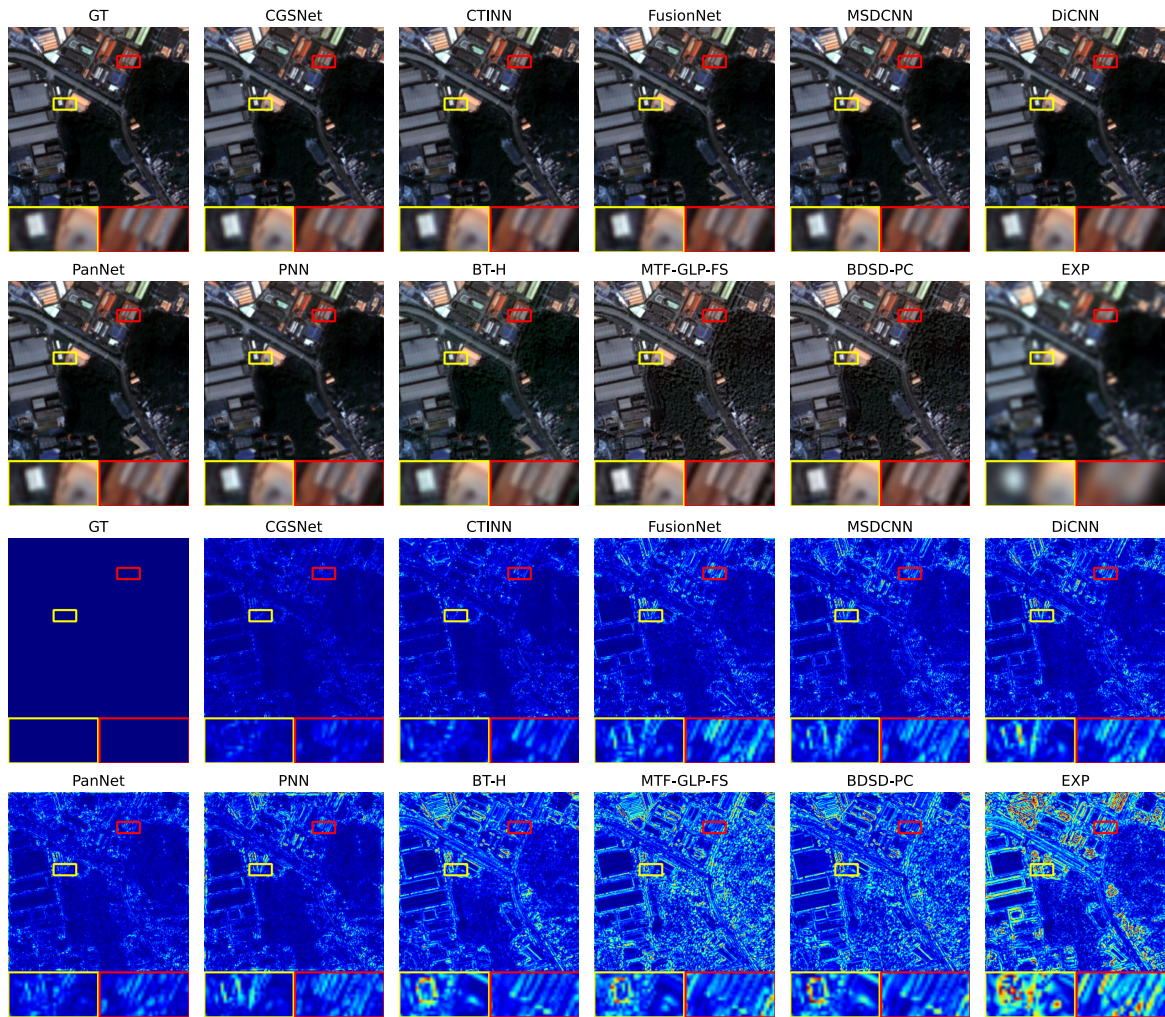 GT CGSNet CTINN FusionNet MSDCNN DiCNN
PanNet PNN BT-H MTF-GLP-FS BDSD-PC EXP
GT CGSNet CTINN FusionNet MSDCNN DiCNN
PanNet PNN BT-H MTF-GLP-FS BDSD-PC EXP